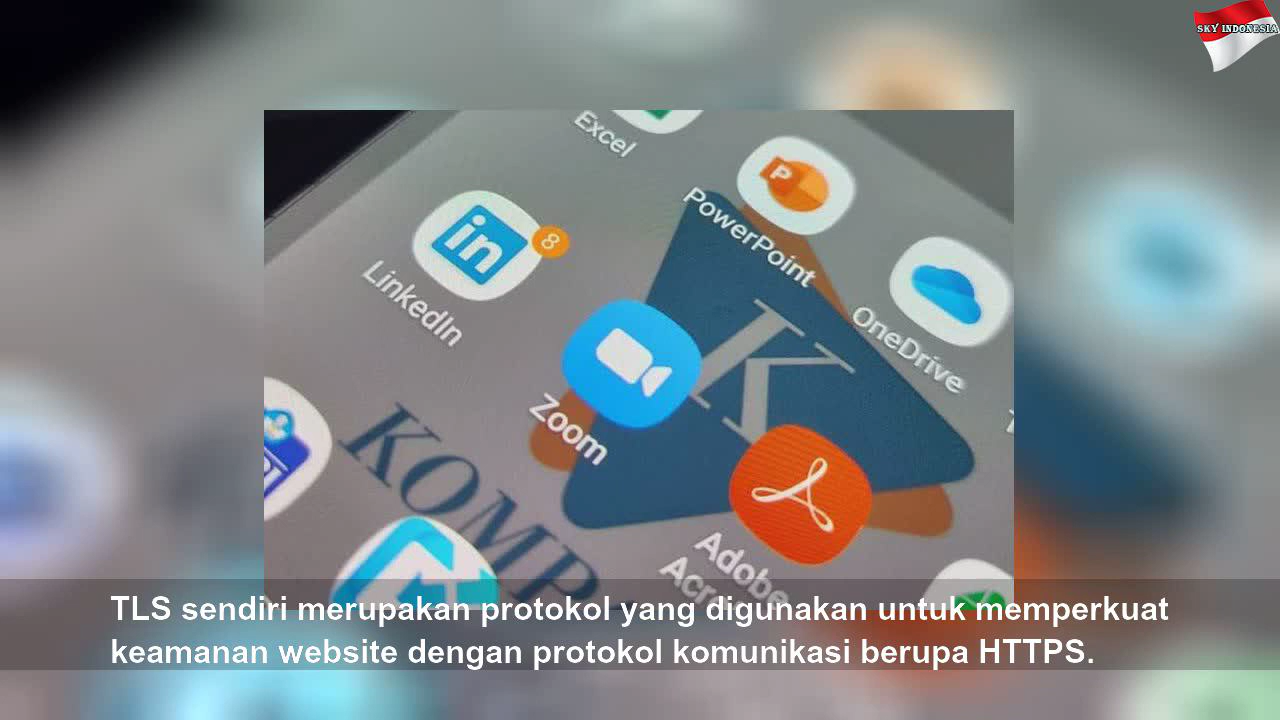 SKY INDONESIA
Excel
P
PowerPoint
in
8
LinkedIn
OneDrive
K
Zoom
KOMP
Adobe
TLS sendiri merupakan protokol yang digunakan untuk memperkuat
keamanan website dengan protokol komunikasi berupa HTTPS.